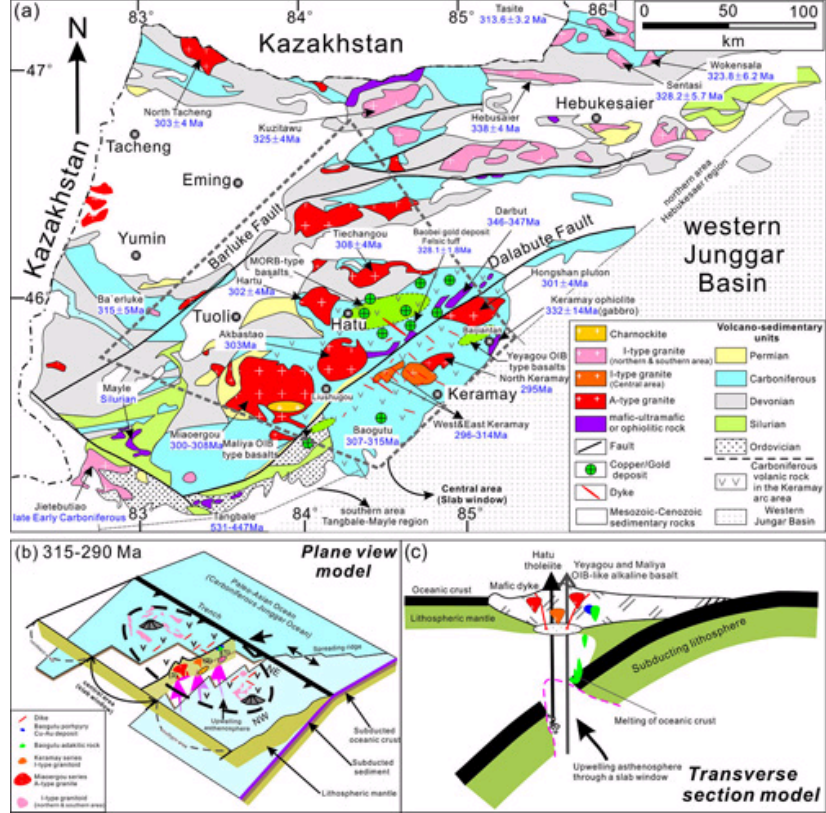 (a)
N
Kazakhstan
Tasite
313.6±3.2 Ma
0 50 100
km
83
84
85
86°
47°
46°
North Tacheng
303±4 Ma
Kuzitawu
325±4Ma
Hebusaier
338±4 Ma
Hebukesaier
Sentasi
328.2±5.7 Ma
Wokensala
323.8±6.2 Ma
Tacheng
Eming
Yumin
Kazakhstan
northern area
Hebukesaer region
western
Junggar
Basin
Barluke Fault
Tiechangou
308±4Ma
Baobei gold deposit
Felsic tuff
328.1±1.8Ma
Darbut
346-347Ma
Dalabute Fault
MORB-type
basalts
Hartu
302±4Ma
Hongshan pluton
301±4 Ma
Keramay ophiolite
332±14Ma(gabbro)
Ba'erluke
315±5Ma
Tuoli
Hatu
Akbastao
303Ma
Baijiantan
Yeyagou OIB
type basalts
North Keramay
295Ma
Mayle
Silurian
Liushugou
Keramay
West&East Keramay
296-314Ma
Miaoergou
300-308Ma
Maliya OIB
type basalts
Baogutu
307-315Ma
Central area
(Slab window)
Jietebutiao
late Early Carboniferous
Tangbale
531-447Ma
southern area
Tangbale-Mayle region
83
84
85
Charnockite
I-type granite
(northern & southern area)
I-type granite
(Central area)
A-type granite
mafic-ultramafic
or ophiolitic rock
Fault
Copper/Gold
deposit
Dyke
Mesozoic-Cenozoic
sedimentary rocks
Volcano-sedimentary
units
Permian
Carboniferous
Devonian
Silurian
Ordovician
Carboniferous
volanic rock
in the Keramay
arc area
Western
Jungar Basin
(b) 315-290 Ma
Plane view
model
Paleo-Asian Ocean
(Carboniferous Junggar Ocean)
Trench
Spreading ridge
NE
NW
central area
(slab window)
Upwelling
asthenosphere
Subducted
oceanic crust
Subducted
sediment
Lithospheric mantle
Dike
Baogutu porhpyry
Cu-Au deposit
Baogutu adakitic rock
Keramay series
I-type granitoid
Miaoergou series
A-type granite
I-type granitoid
(northern & southern area)
(c)
Hatu
tholeiite
Yeyagou and Maliya
OIB-like alkaline basalt
Oceanic crust
Mafic dyke
Lithospheric mantle
Subducting lithosphere
Melting of oceanic crust
Upwelling asthenosphere
through a slab window
Transverse
section model